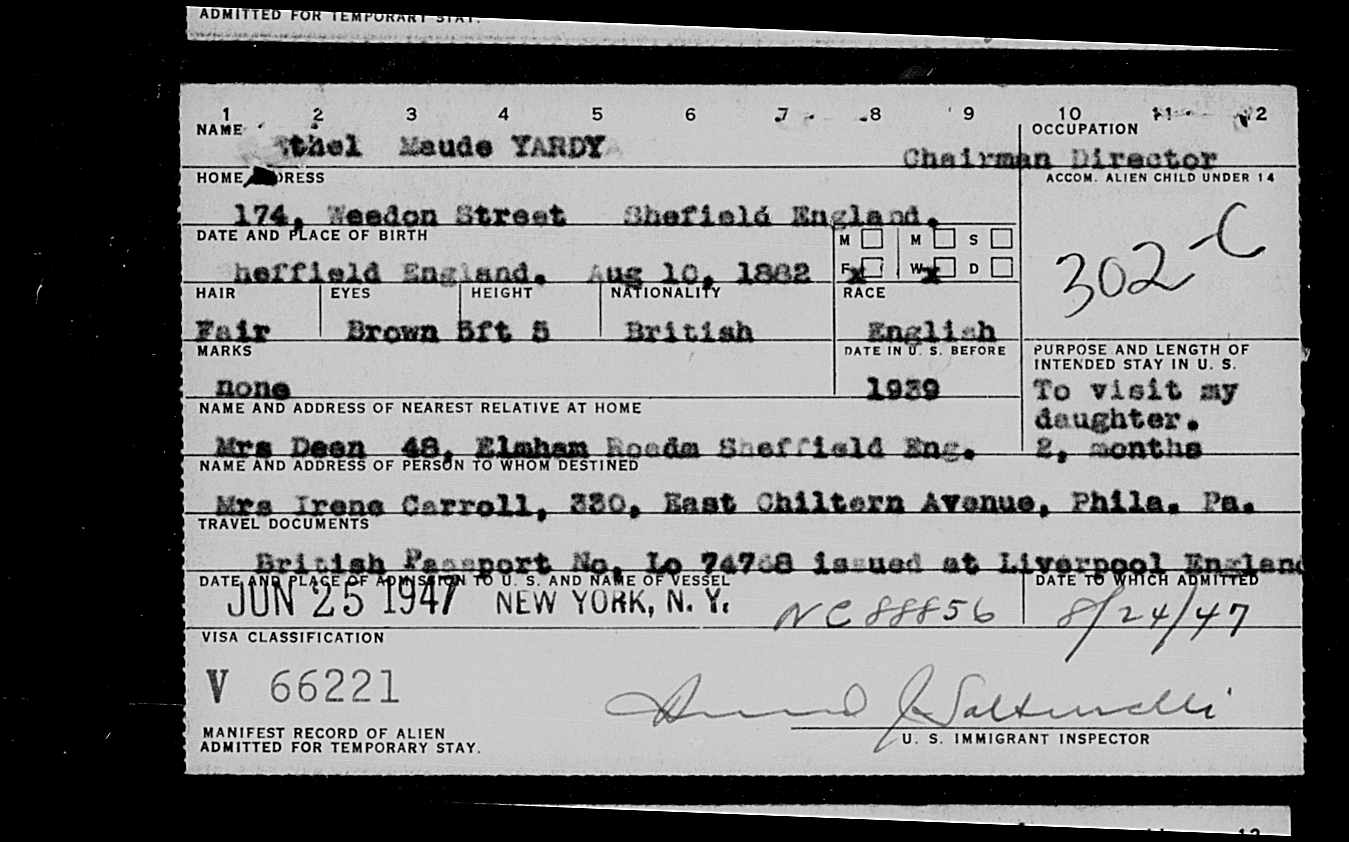 ADMITTED FOR TEMPORARY STAY.
1 2 3 4 5 6 7 8 9 10 11 12
NAME OCCUPATION
Ethel Maude YARDY Chairman Director
HOME ADDRESS ACCOM. ALIEN CHILD UNDER 14
174, Weedon Street Shefield England.
302-C
DATE AND PLACE OF BIRTH M M S
Sheffield England. Aug 10, 1882 F x W x D
HAIR EYES HEIGHT NATIONALITY RACE
Fair Brown 5ft 5 British English
MARKS DATE IN U. S. BEFORE PURPOSE AND LENGTH OF
INTENDED STAY IN U. S.
none 1939 To visit my
daughter.
NAME AND ADDRESS OF NEAREST RELATIVE AT HOME
Mrs Deen 48, Elmham Roadm Sheffield Eng. 2, months
NAME AND ADDRESS OF PERSON TO WHOM DESTINED
Mrs Irene Carroll, 330, East Chiltern Avenue, Phila. Pa.
TRAVEL DOCUMENTS
British Passport No. Lo issued at Liverpool England
DATE AND PLACE OF ADMISSION TO U. S. AND NAME OF VESSEL DATE TO WHICH ADMITTED
JUN 25 1947 NEW YORK, N. Y. NC 88856 8/24/47
VISA CLASSIFICATION
V 66221
MANIFEST RECORD OF ALIEN
ADMITTED FOR TEMPORARY STAY.
U. S. IMMIGRANT INSPECTOR
12